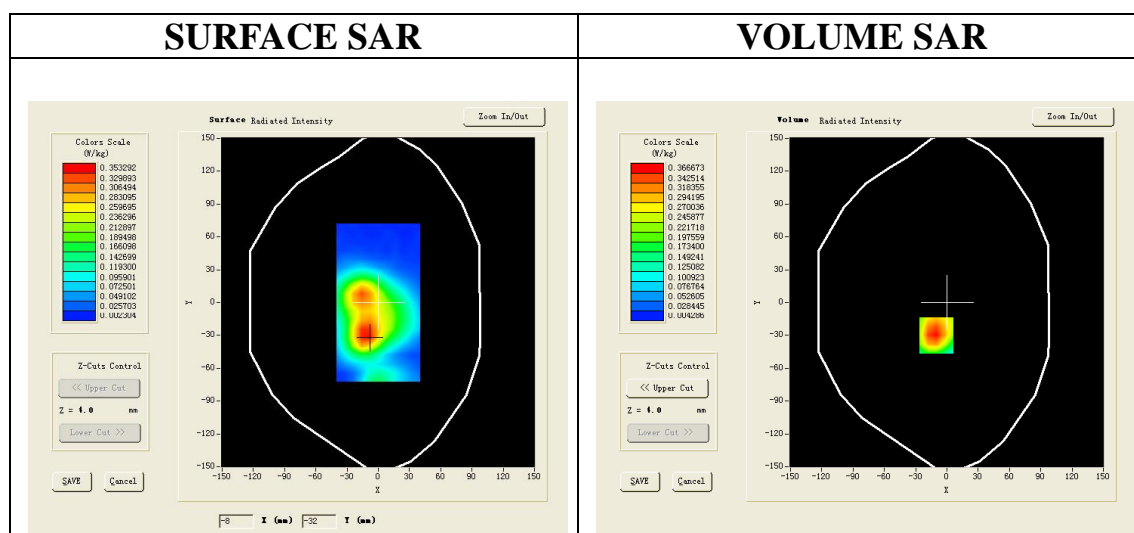 SURFACE SAR
VOLUME SAR
Surface Radiated Intensity
Zoom In/Out
Colors Scale
(W/kg)
0.353292
0.329893
0.306494
0.283095
0.259695
0.236296
0.212897
0.189498
0.166098
0.142699
0.119300
0.095901
0.072501
0.049102
0.025703
0.002304
150
120
90
60
30
0
-30
-60
-90
-120
-150
Y
-150 -120 -90 -60 -30 0 30 60 90 120 150
X
Z-Cuts Control
<< Upper Cut
Z = 4.0 mm
Lower Cut >>
SAVE Cancel
-8 X (mm) -32 Y (mm)
Volume Radiated Intensity
Zoom In/Out
Colors Scale
(W/kg)
0.366673
0.342514
0.318355
0.294195
0.270036
0.245877
0.221718
0.197559
0.173400
0.149241
0.125082
0.100923
0.076764
0.052605
0.028445
0.004286
150
120
90
60
30
0
-30
-60
-90
-120
-150
Y
-150 -120 -90 -60 -30 0 30 60 90 120 150
X
Z-Cuts Control
<< Upper Cut
Z = 4.0 mm
Lower Cut >>
SAVE Cancel